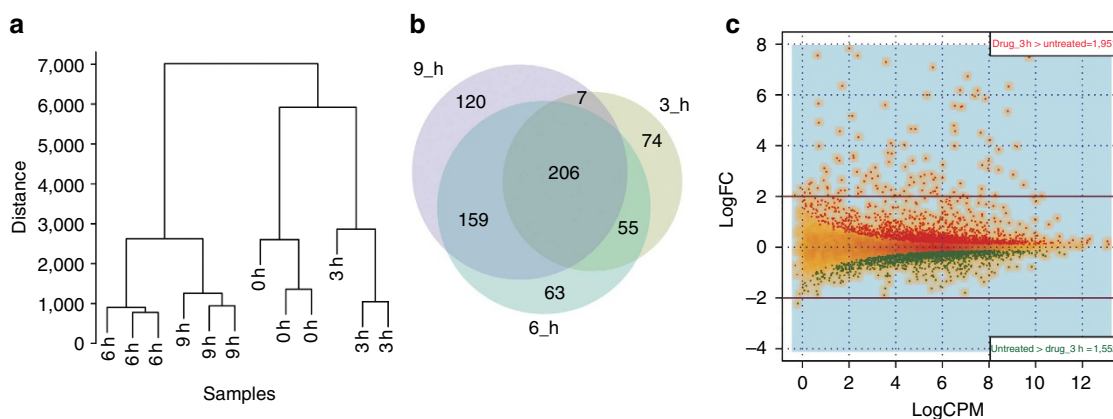 a
7,000
6,000
5,000
4,000
3,000
2,000
1,000
0
Distance
6 h
6 h
6 h
9 h
9 h
9 h
0 h
0 h
0 h
3 h
3 h
3 h
Samples
b
9_h
3_h
6_h
120
7
74
206
159
55
63
c
Drug_3 h > untreated=1,95
8
6
4
2
0
−2
−4
LogFC
Untreated > drug_3 h =1,55
0 2 4 6 8 10 12
LogCPM